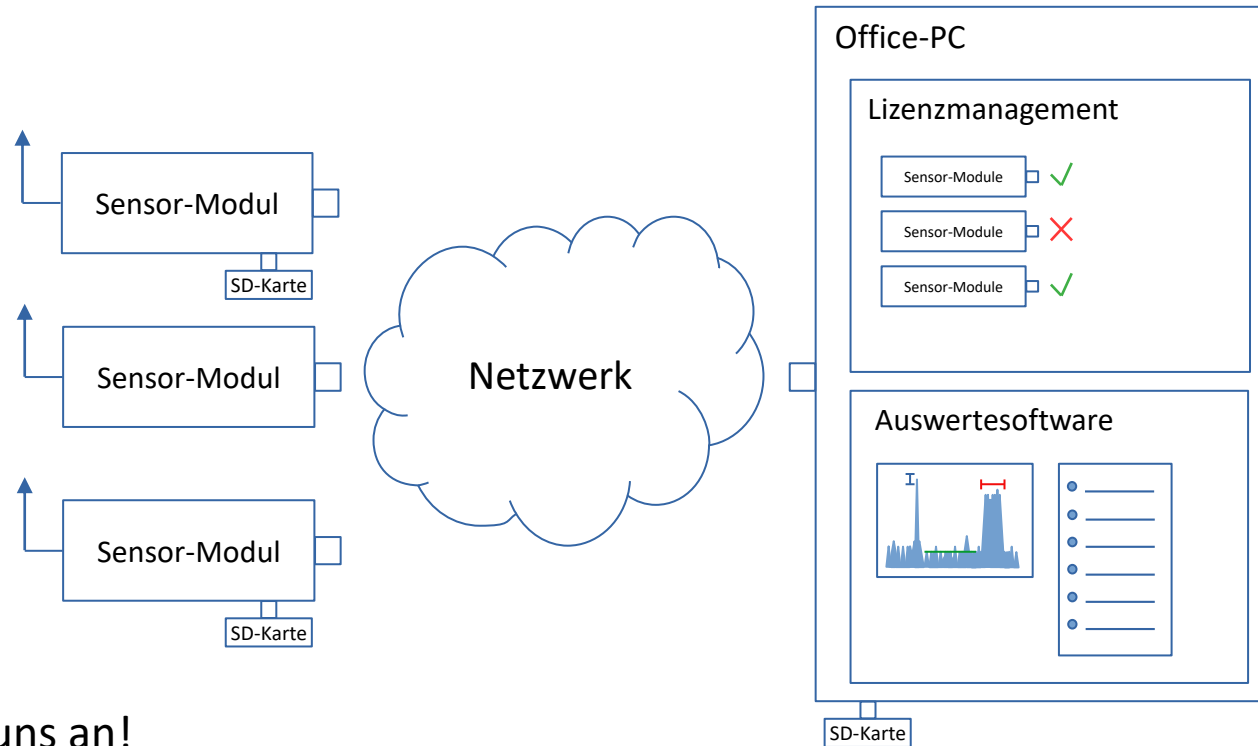 Sensor-Modul
SD-Karte
Sensor-Modul
Sensor-Modul
SD-Karte
Netzwerk
Office-PC
Lizenzmanagement
Sensor-Module
Sensor-Module
Sensor-Module
Auswertesoftware
SD-Karte
uns an!